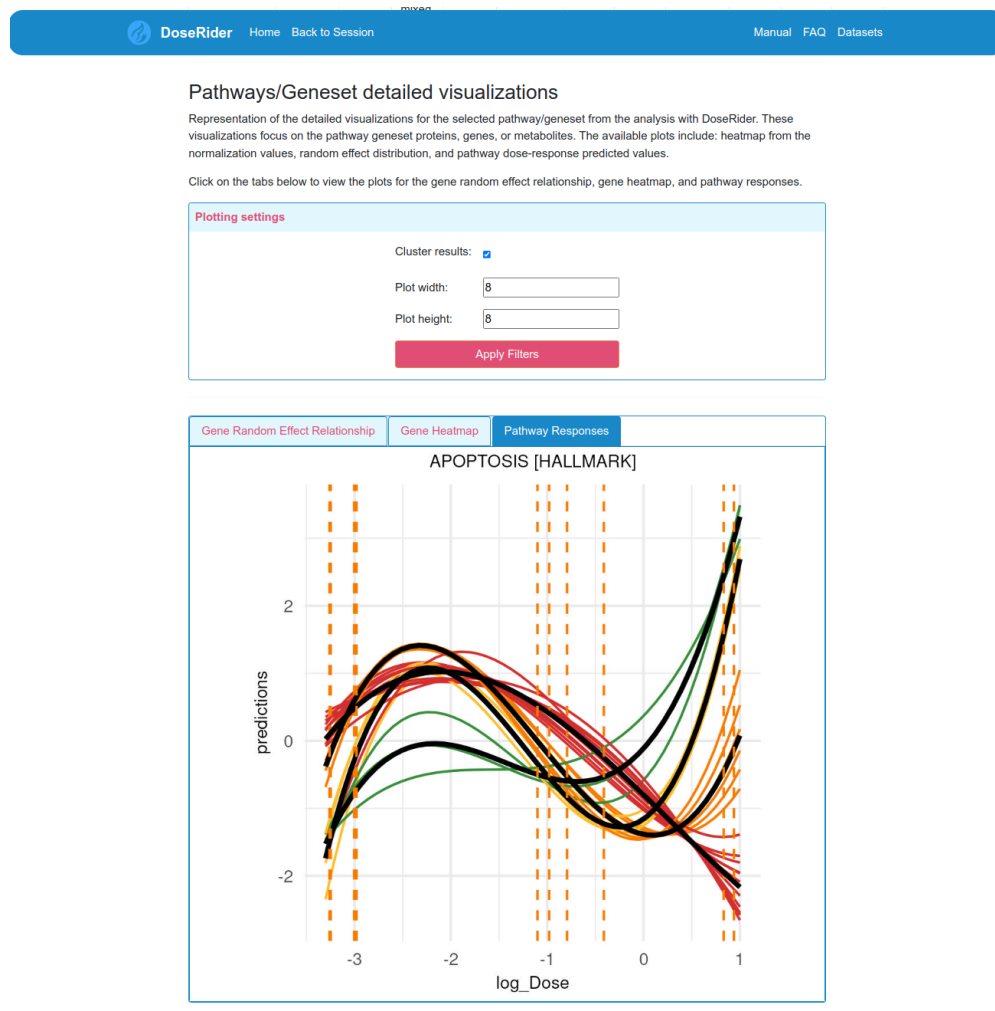 mixed
DoseRider Home Back to Session Manual FAQ Datasets
Pathways/Geneset detailed visualizations
Representation of the detailed visualizations for the selected pathway/geneset from the analysis with DoseRider. These
visualizations focus on the pathway geneset proteins, genes, or metabolites. The available plots include: heatmap from the
normalization values, random effect distribution, and pathway dose-response predicted values.
Click on the tabs below to view the plots for the gene random effect relationship, gene heatmap, and pathway responses.
Plotting settings
Cluster results:
Plot width: 8
Plot height: 8
Apply Filters
Gene Random Effect Relationship Gene Heatmap Pathway Responses
APOPTOSIS [HALLMARK]
predictions
2
0
-2
-3 -2 -1 0 1
log_Dose